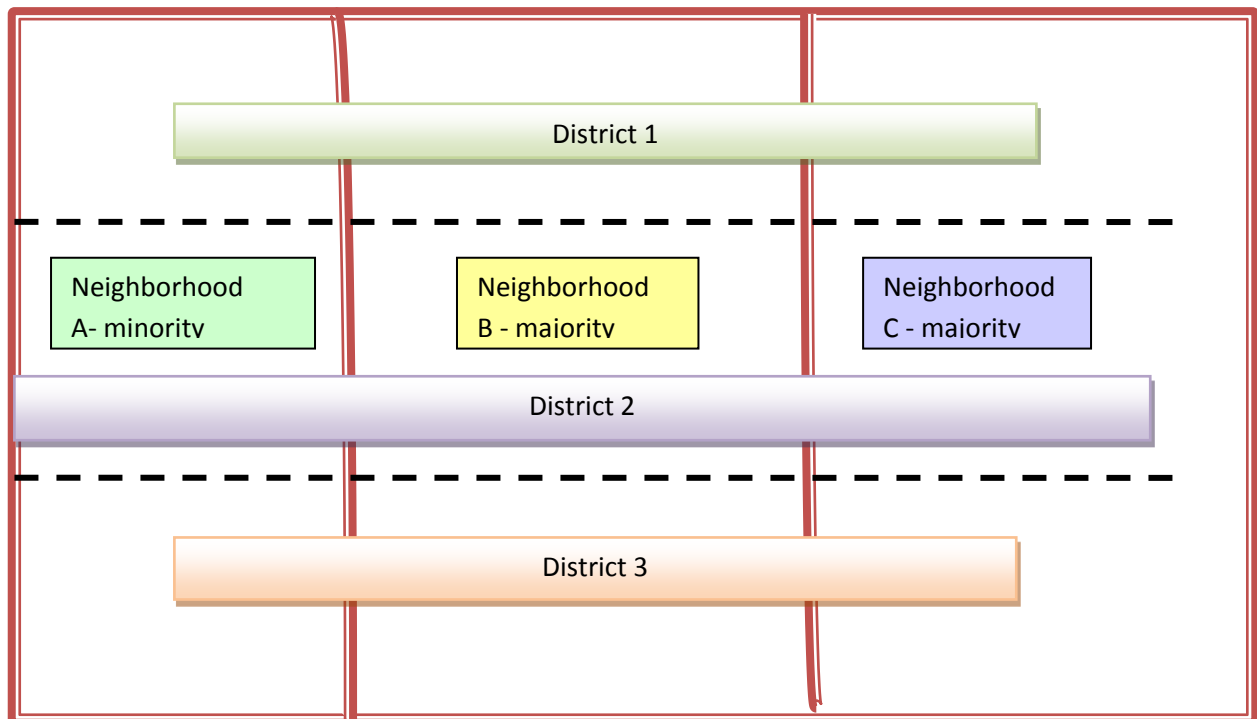 District 1
Neighborhood
A- minority
Neighborhood
B - majority
Neighborhood
C - majority
District 2
District 3